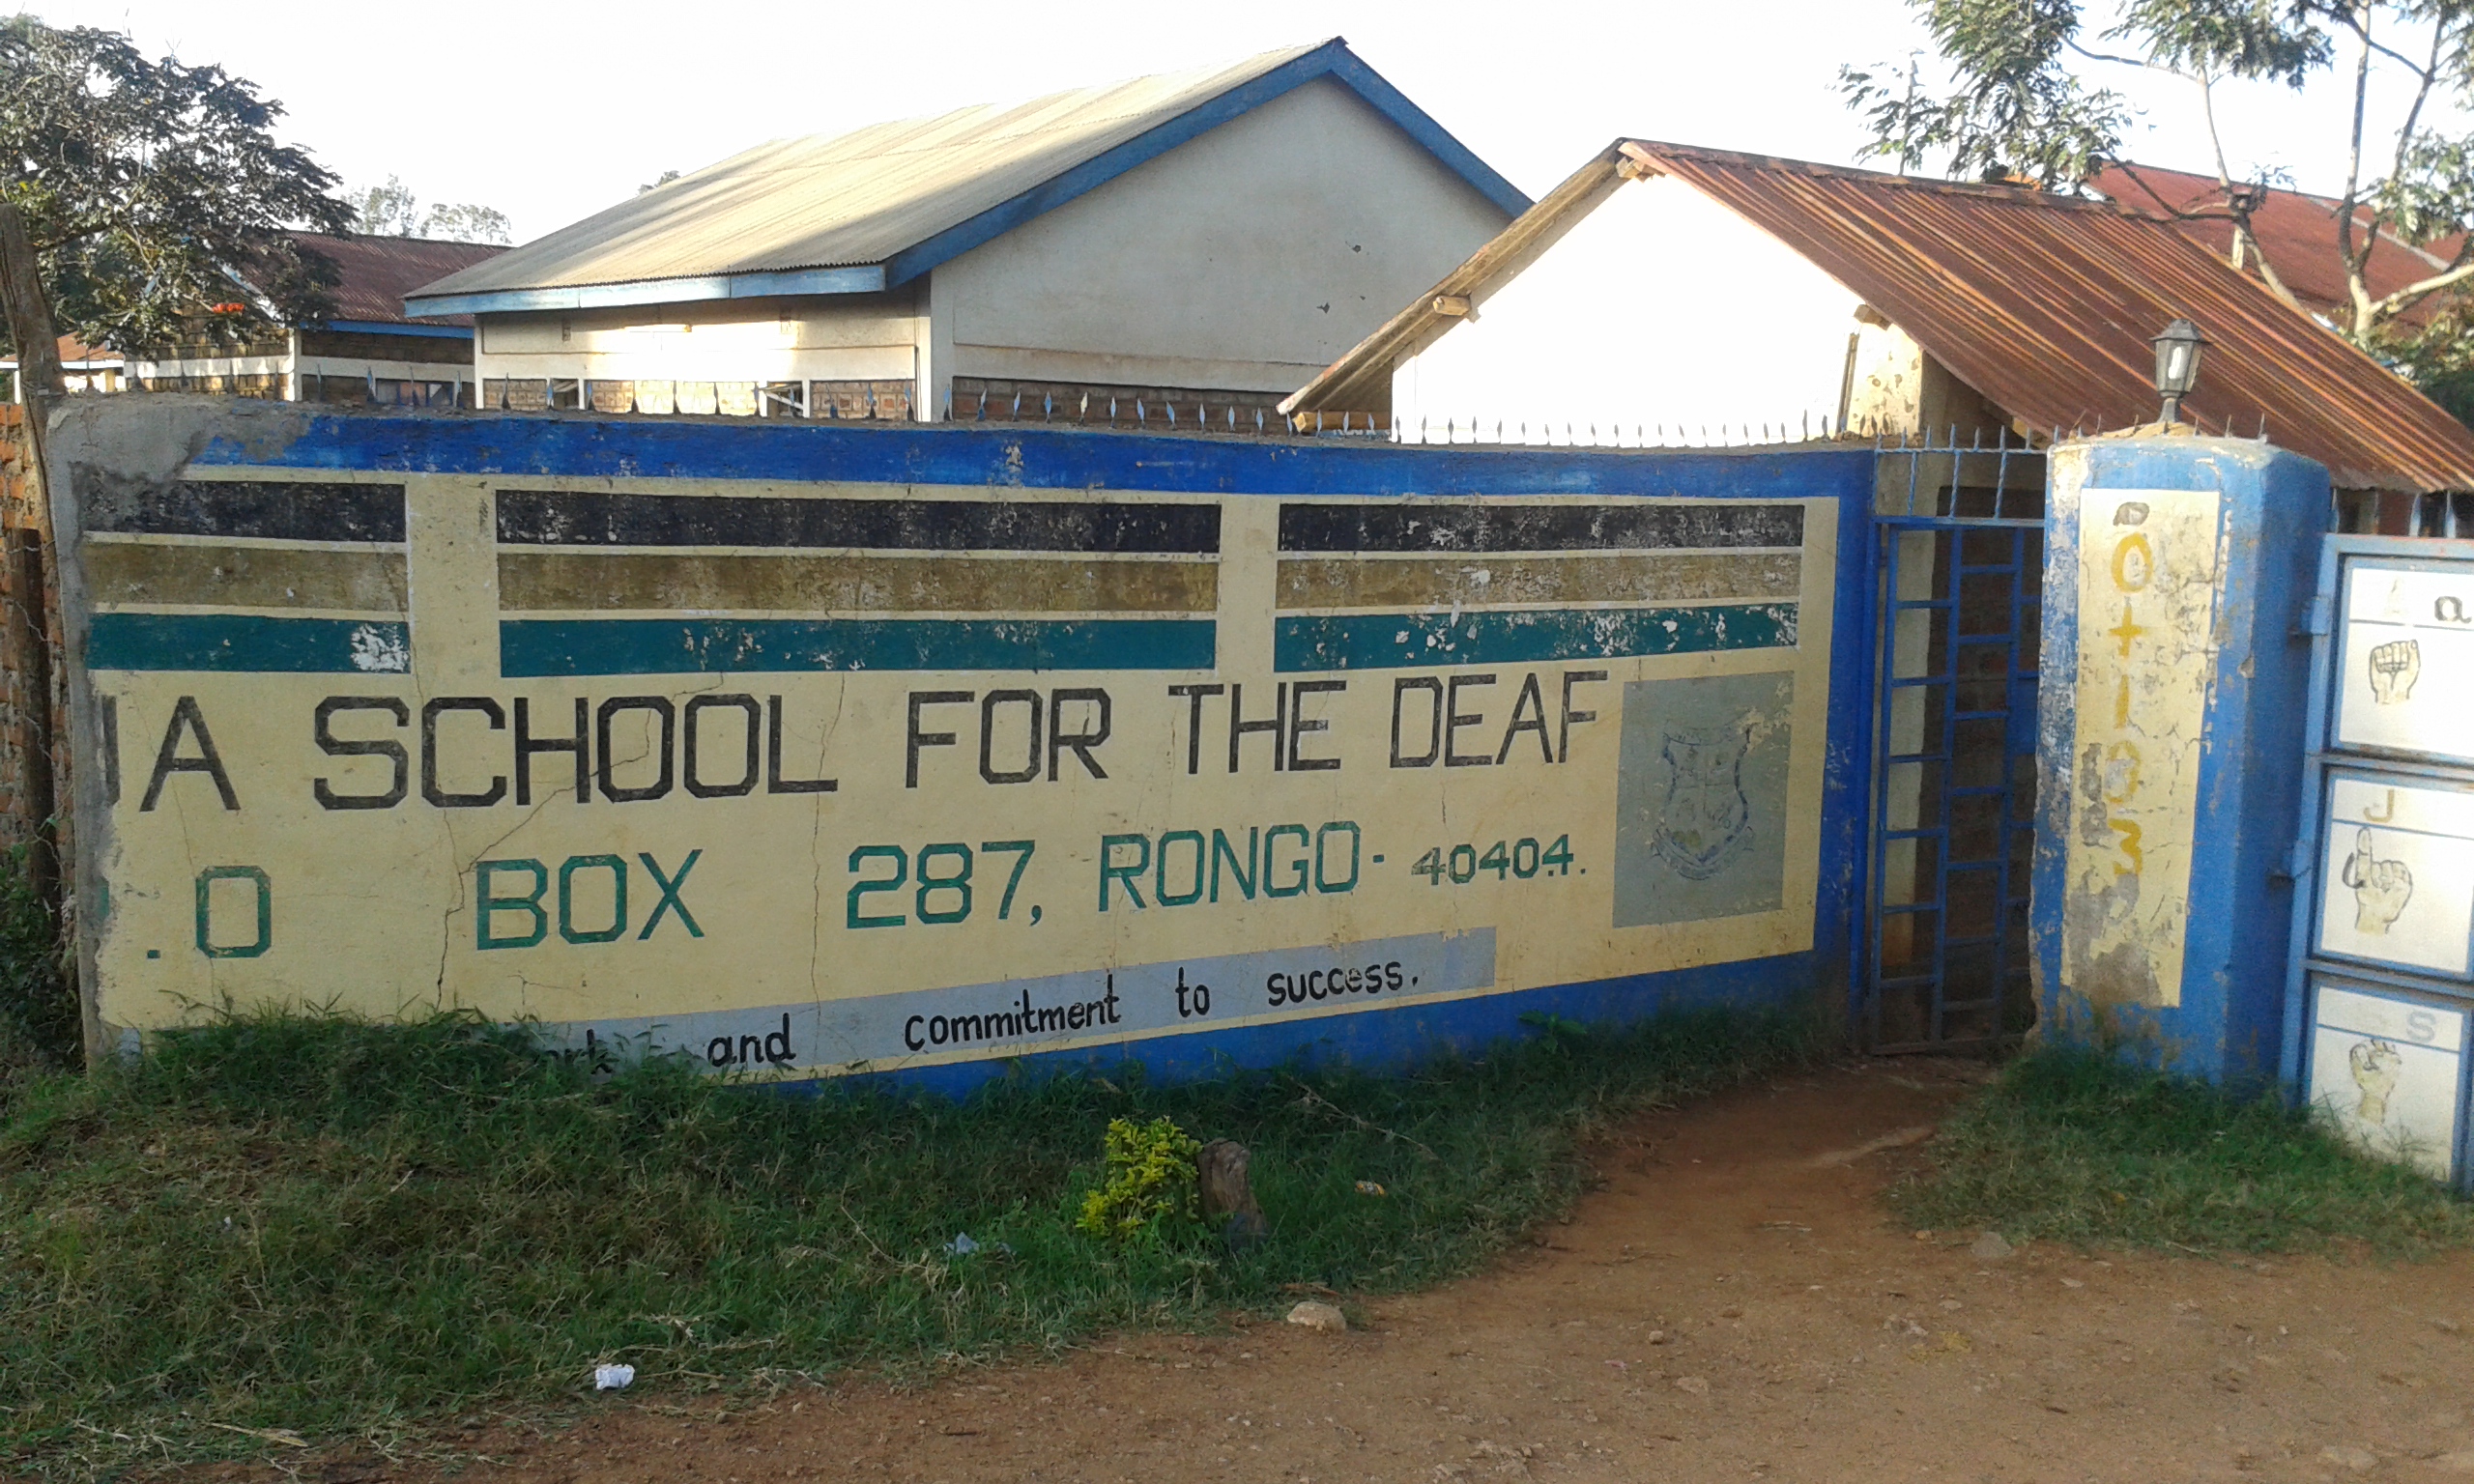 A SCHOOL FOR THE DEAF
.O BOX 287, RONGO- 40404.
and commitment to success.
a
J
S